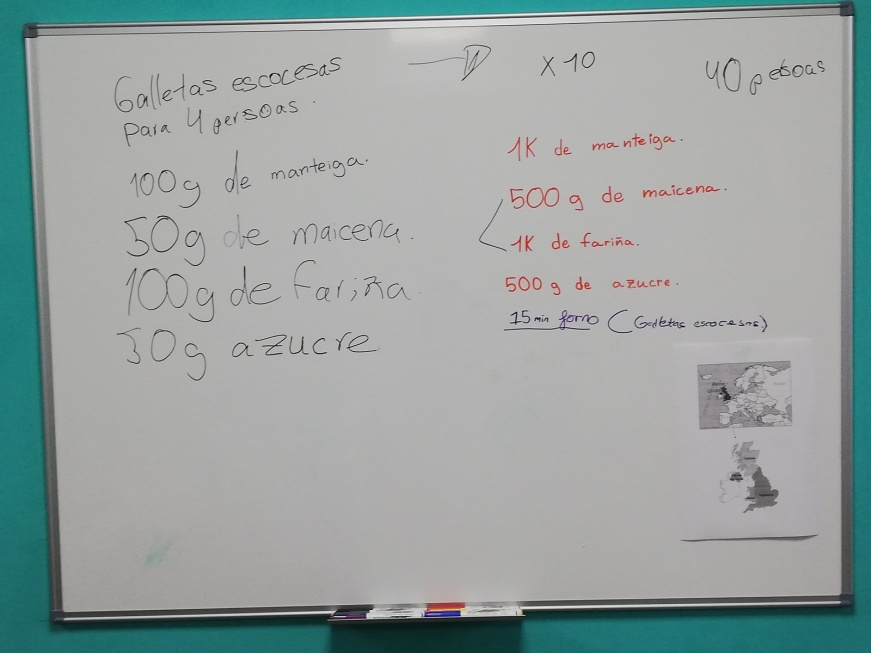 Galletas escocesas
para 4 persoas.
100g de manteiga.
50g de maicena.
100g de fariña
50g azucre
X 10
40 pesoas
1K de manteiga.
500 g de maicena.
1K de fariña.
500 g de azucre.
15 min forno (Galletas escocesas)